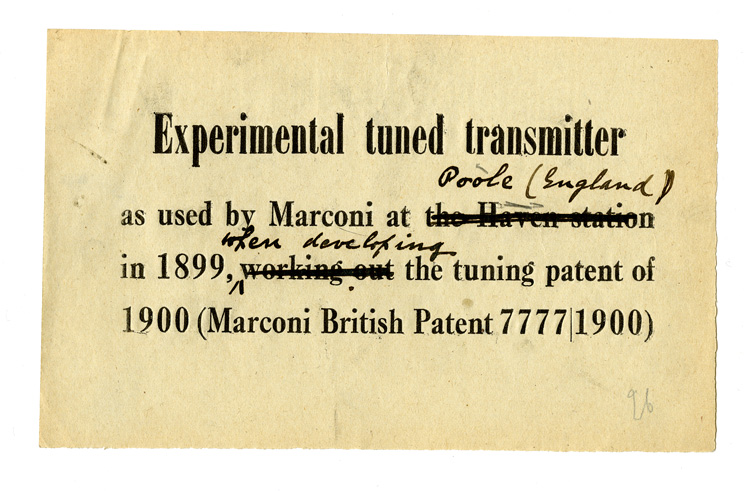 Experimental tuned transmitter
Poole (England)
as used by Marconi at the Haven station
when developing
in 1899, working out the tuning patent of
1900 (Marconi British Patent 7777|1900)
96